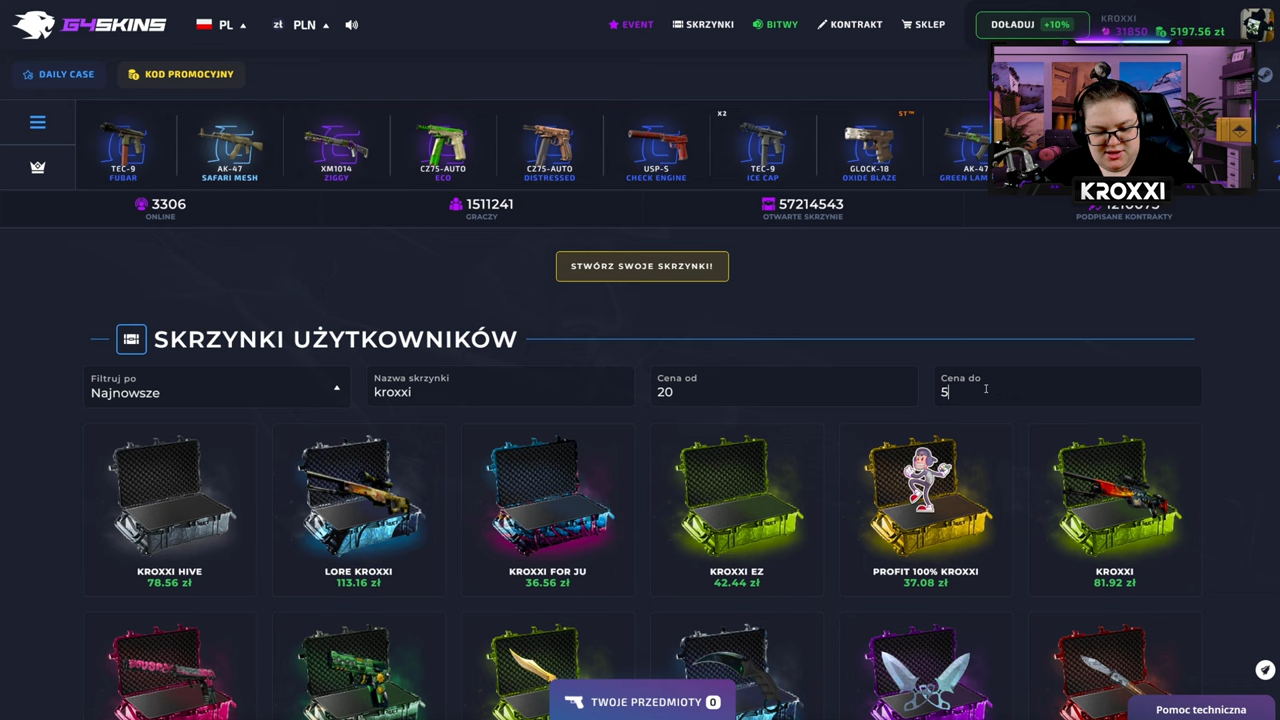 G4SKINS
PL
zł PLN
EVENT
SKRZYNKI
BITWY
KONTRAKT
SKLEP
DOŁADUJ +10%
KROXXI
31850 5197.56 zł
DAILY CASE
KOD PROMOCYJNY
TEC-9
FUBAR
AK-47
SAFARI MESH
XM1014
ZIGGY
CZ75-AUTO
ECO
CZ75-AUTO
DISTRESSED
USP-S
CHECK ENGINE
X2
TEC-9
ICE CAP
ST™
GLOCK-18
OXIDE BLAZE
AK-47
GREEN LAM
KROXXI
3306
ONLINE
1511241
GRACZY
57214543
OTWARTE SKRZYNIE
PODPISANE KONTRAKTY
STWÓRZ SWOJE SKRZYNKI!
SKRZYNKI UŻYTKOWNIKÓW
Filtruj po
Najnowsze
Nazwa skrzynki
kroxxi
Cena od
20
Cena do
5
KROXXI HIVE
78.56 zł
LORE KROXXI
113.16 zł
KROXXI FOR JU
36.56 zł
KROXXI EZ
42.44 zł
PROFIT 100% KROXXI
37.08 zł
KROXXI
81.92 zł
TWOJE PRZEDMIOTY 0
Pomoc techniczna